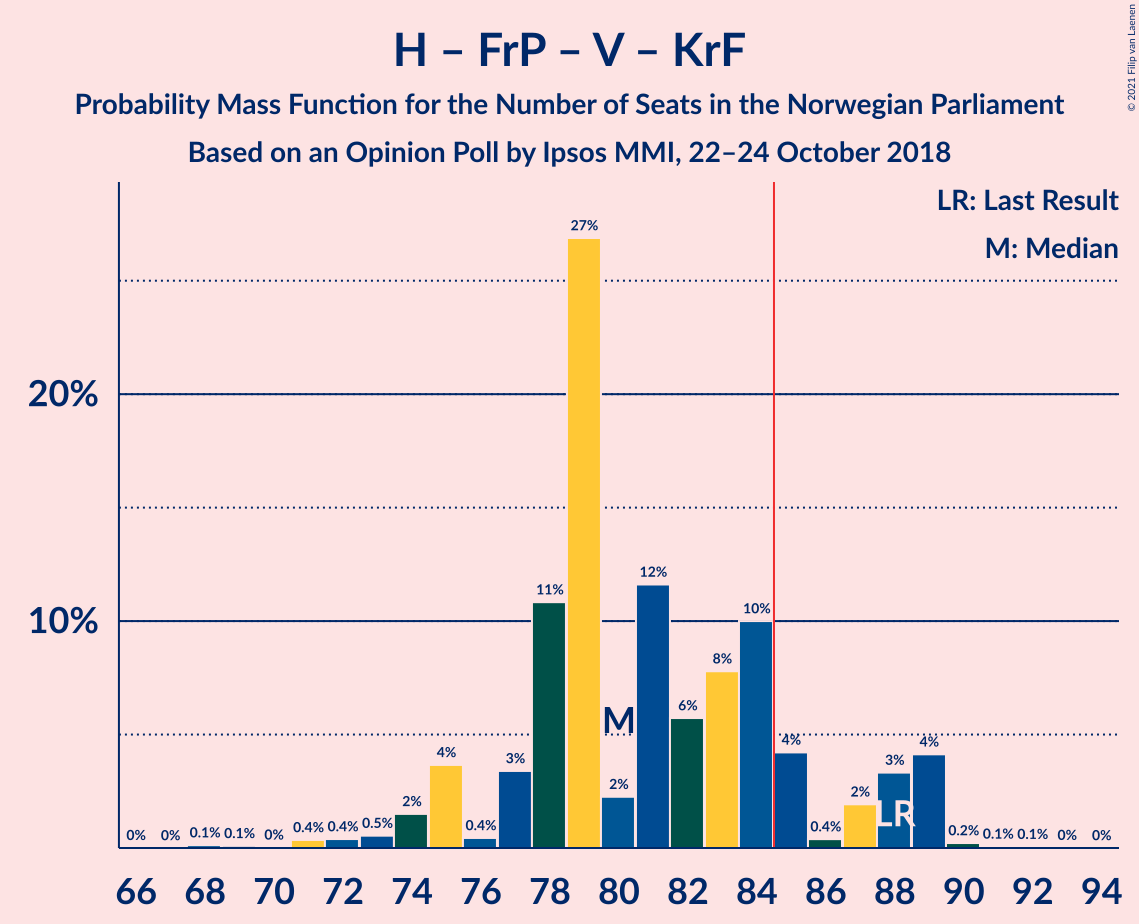 H – FrP – V – KrF
Probability Mass Function for the Number of Seats in the Norwegian Parliament
Based on an Opinion Poll by Ipsos MMI, 22–24 October 2018
© 2021 Filip van Laenen
LR: Last Result
M: Median
20%
10%
0% 0% 0.1% 0.1% 0% 0.4% 0.4% 0.5% 2% 4% 0.4% 3% 11% 27% 2% 12% 6% 8% 10% 4% 0.4% 2% 3% 4% 0.2% 0.1% 0.1% 0% 0%
M
LR
66 68 70 72 74 76 78 80 82 84 86 88 90 92 94